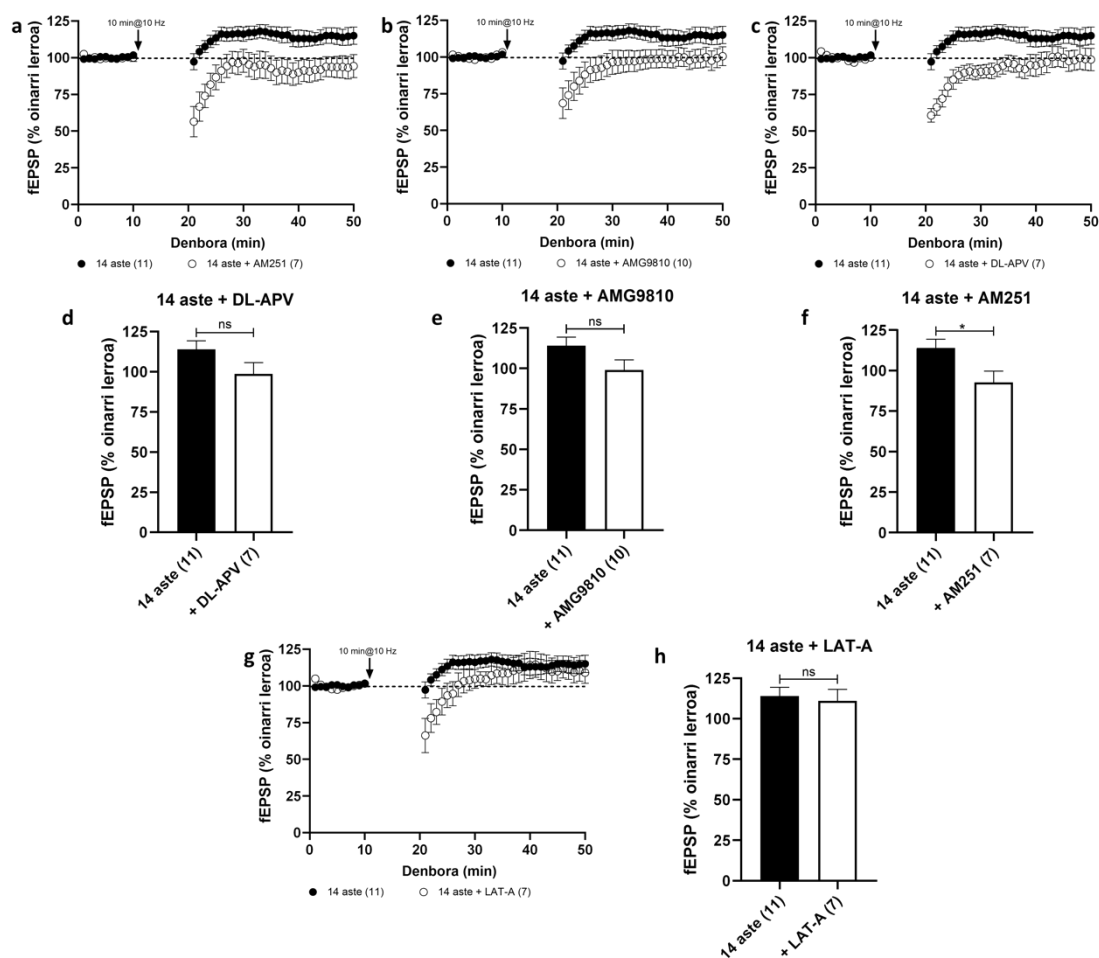 a
10 min@10 Hz
fEPSP (% oinarri lerroa)
125
100
75
50
25
0
0 10 20 30 40 50
Denbora (min)
14 aste (11) 14 aste + AM251 (7)
b
10 min@10 Hz
fEPSP (% oinarri lerroa)
125
100
75
50
25
0
0 10 20 30 40 50
Denbora (min)
14 aste (11) 14 aste + AMG9810 (10)
c
10 min@10 Hz
fEPSP (% oinarri lerroa)
125
100
75
50
25
0
0 10 20 30 40 50
Denbora (min)
14 aste (11) 14 aste + DL-APV (7)
d
14 aste + DL-APV
ns
fEPSP (% oinarri lerroa)
125
100
75
50
25
0
14 aste (11)
+ DL-APV (7)
e
14 aste + AMG9810
ns
fEPSP (% oinarri lerroa)
125
100
75
50
25
0
14 aste (11)
+ AMG9810 (10)
f
14 aste + AM251
*
fEPSP (% oinarri lerroa)
125
100
75
50
25
0
14 aste (11)
+ AM251 (7)
g
10 min@10 Hz
fEPSP (% oinarri lerroa)
125
100
75
50
25
0
0 10 20 30 40 50
Denbora (min)
14 aste (11) 14 aste + LAT-A (7)
h
14 aste + LAT-A
ns
fEPSP (% oinarri lerroa)
125
100
75
50
25
0
14 aste (11)
+ LAT-A (7)